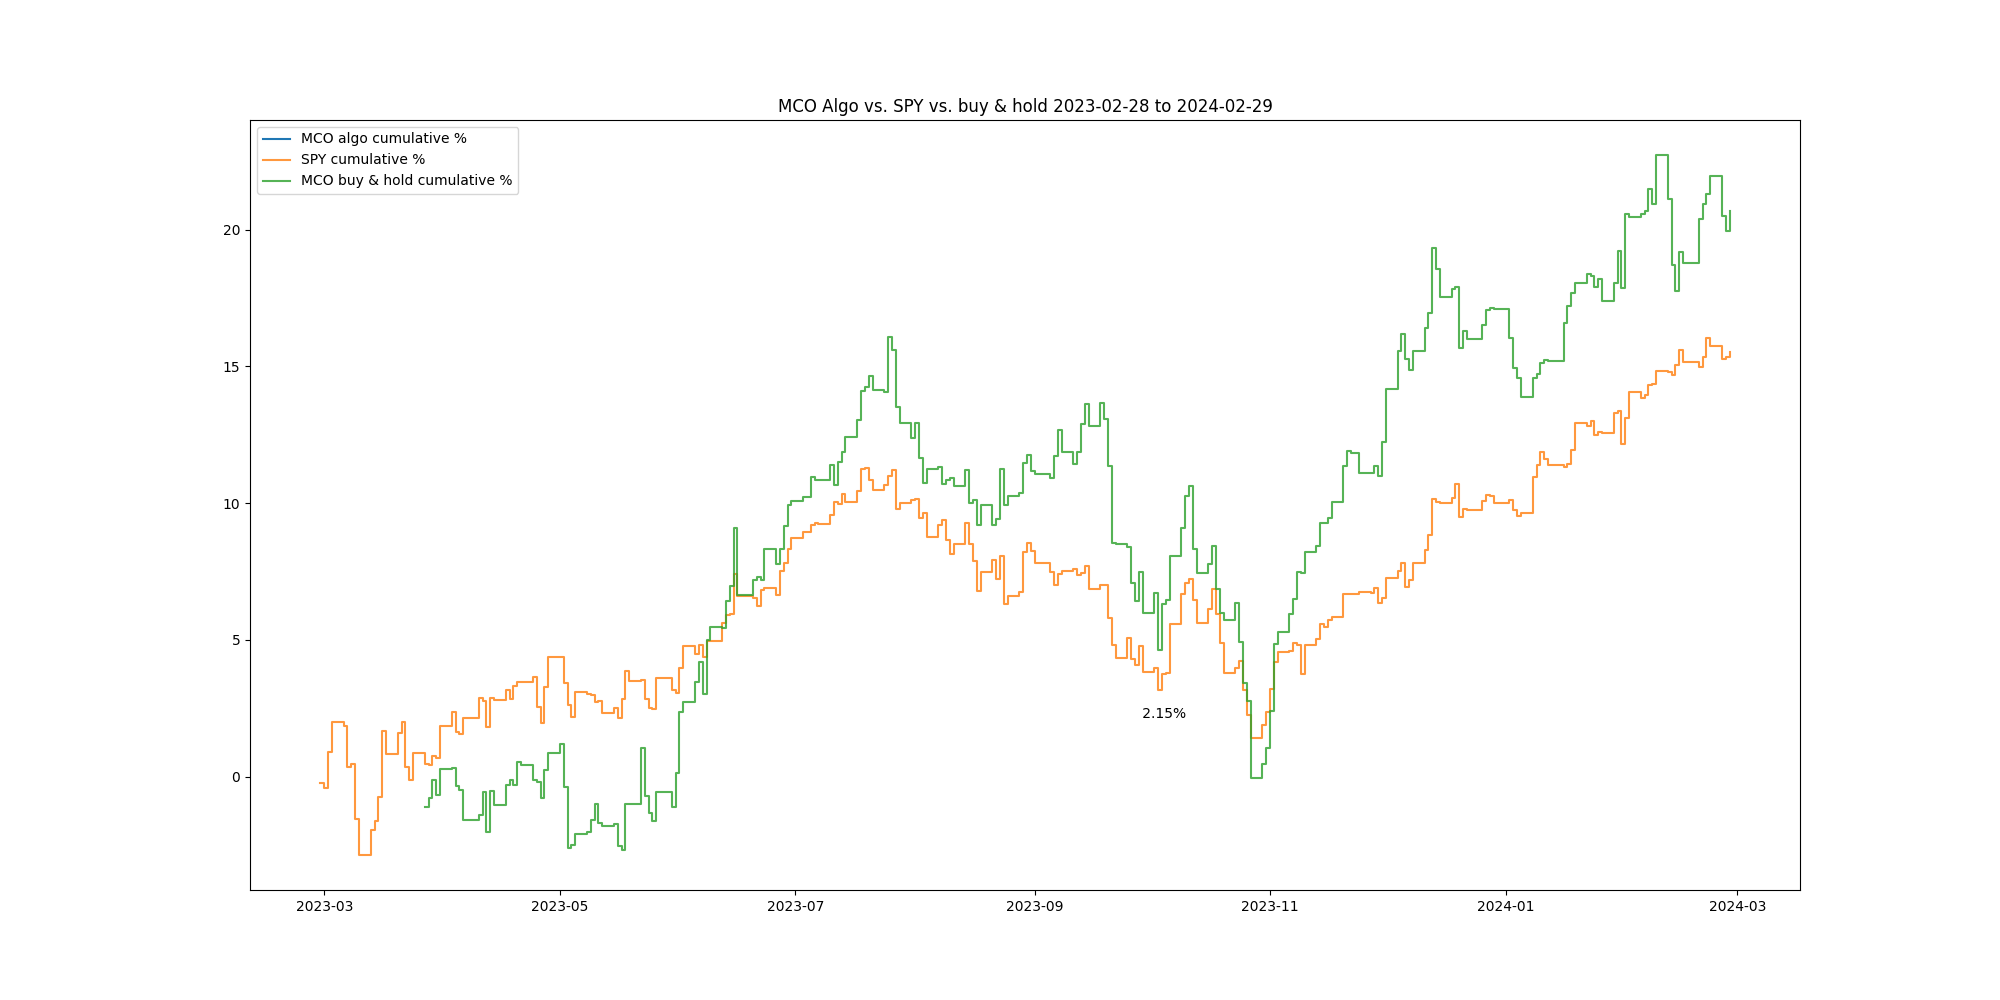 MCO Algo vs. SPY vs. buy & hold 2023-02-28 to 2024-02-29
MCO algo cumulative %
SPY cumulative %
MCO buy & hold cumulative %
20
15
10
5
0
2.15%
2023-03 2023-05 2023-07 2023-09 2023-11 2024-01 2024-03